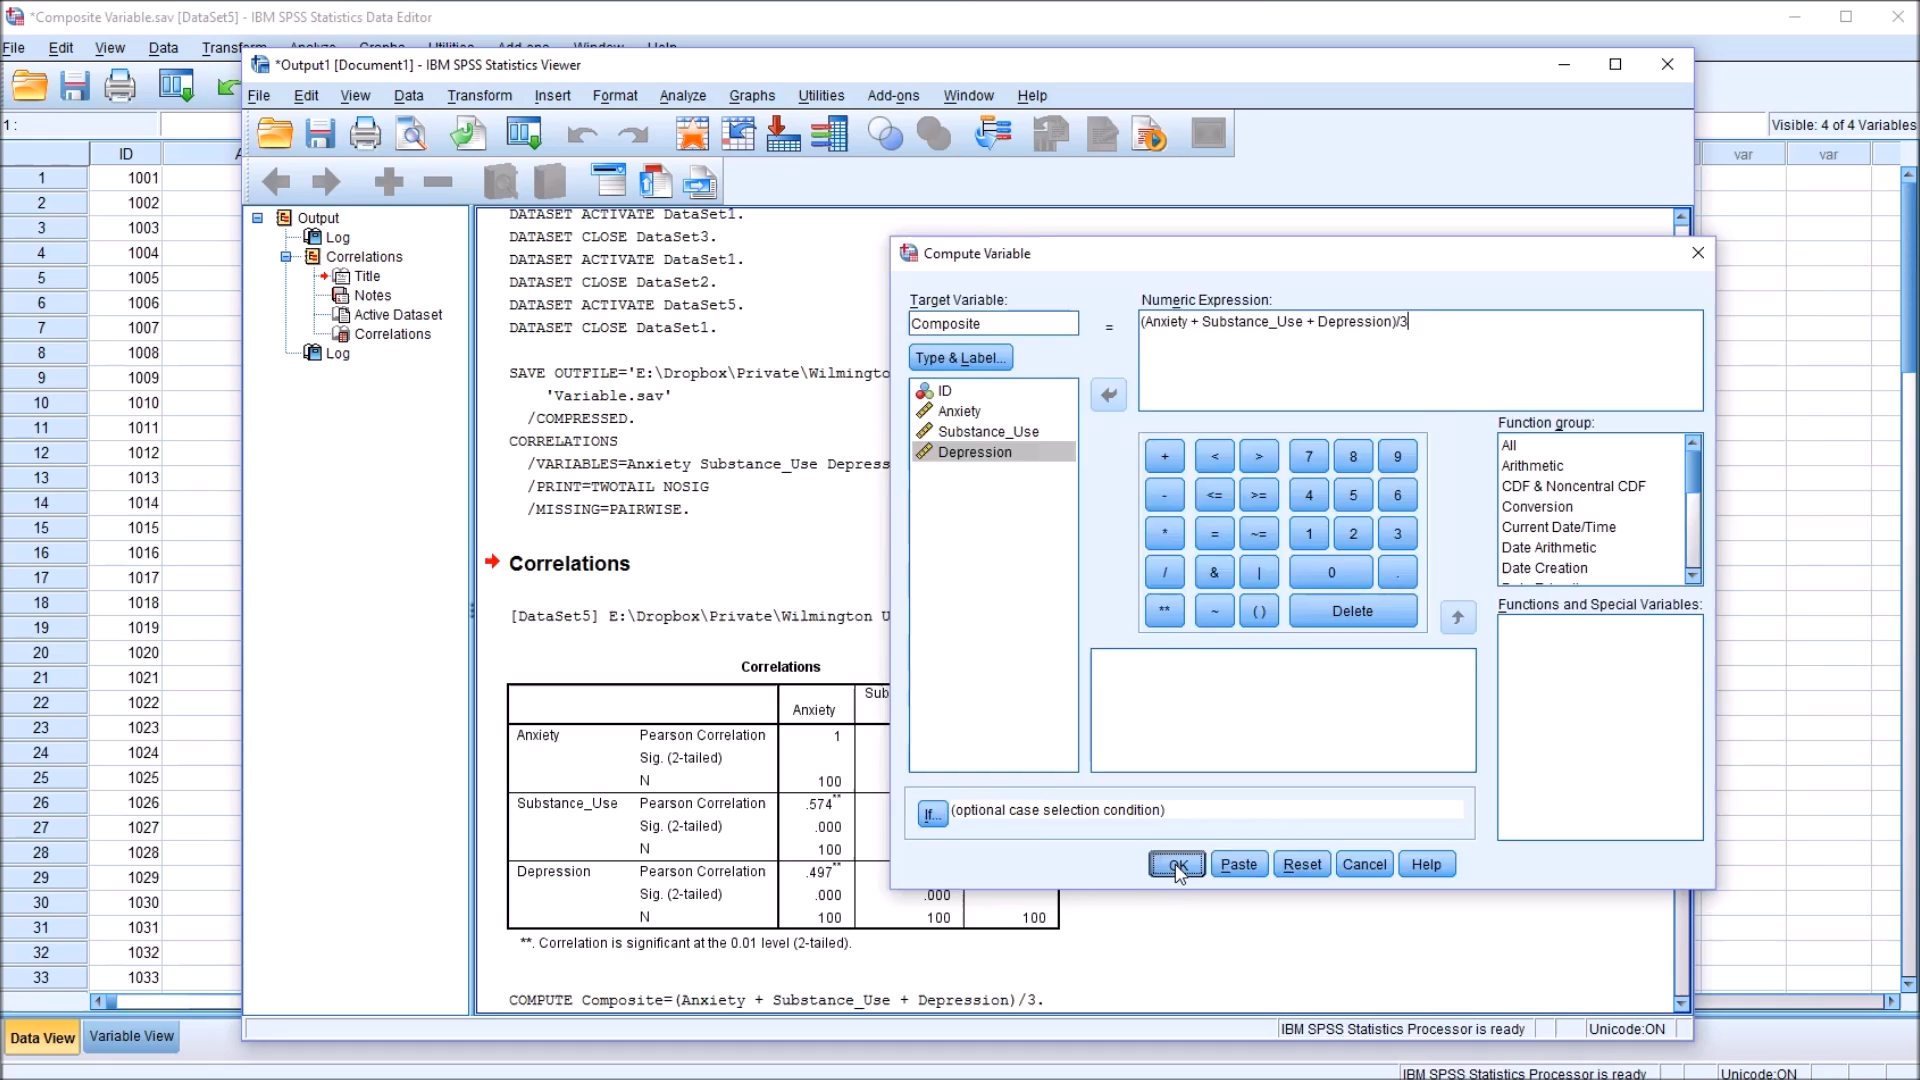 *Composite Variable.sav [DataSet5] - IBM SPSS Statistics Data Editor
File Edit View Data Transform Analyze Graphs Utilities Add-ons Window Help
*Output1 [Document1] - IBM SPSS Statistics Viewer
File Edit View Data Transform Insert Format Analyze Graphs Utilities Add-ons Window Help
1 :
Visible: 4 of 4 Variables
ID A var var
1 1001
2 1002
3 1003
4 1004
5 1005
6 1006
7 1007
8 1008
9 1009
10 1010
11 1011
12 1012
13 1013
14 1014
15 1015
16 1016
17 1017
18 1018
19 1019
20 1020
21 1021
22 1022
23 1023
24 1024
25 1025
26 1026
27 1027
28 1028
29 1029
30 1030
31 1031
32 1032
33 1033
Data View Variable View
Output
Log
Correlations
Title
Notes
Active Dataset
Correlations
Log
DATASET ACTIVATE DataSet1.
DATASET CLOSE DataSet3.
DATASET ACTIVATE DataSet1.
DATASET CLOSE DataSet2.
DATASET ACTIVATE DataSet5.
DATASET CLOSE DataSet1.
SAVE OUTFILE='E:\Dropbox\Private\Wilmingto
'Variable.sav'
/COMPRESSED.
CORRELATIONS
/VARIABLES=Anxiety Substance_Use Depress
/PRINT=TWOTAIL NOSIG
/MISSING=PAIRWISE.
Correlations
[DataSet5] E:\Dropbox\Private\Wilmington U
Correlations
Anxiety Sub
Anxiety Pearson Correlation 1
Sig. (2-tailed)
N 100
Substance_Use Pearson Correlation .574**
Sig. (2-tailed) .000
N 100
Depression Pearson Correlation .497**
Sig. (2-tailed) .000 .000
N 100 100 100
**. Correlation is significant at the 0.01 level (2-tailed).
COMPUTE Composite=(Anxiety + Substance_Use + Depression)/3.
IBM SPSS Statistics Processor is ready Unicode:ON
Compute Variable
Target Variable:
Composite
=
Numeric Expression:
(Anxiety + Substance_Use + Depression)/3
Type & Label...
ID
Anxiety
Substance_Use
Depression
+ < > 7 8 9
- <= >= 4 5 6
* = ~= 1 2 3
/ & | 0 .
** ~ ( ) Delete
Function group:
All
Arithmetic
CDF & Noncentral CDF
Conversion
Current Date/Time
Date Arithmetic
Date Creation
Functions and Special Variables:
If... (optional case selection condition)
OK Paste Reset Cancel Help
IBM SPSS Statistics Processor is ready Unicode:ON